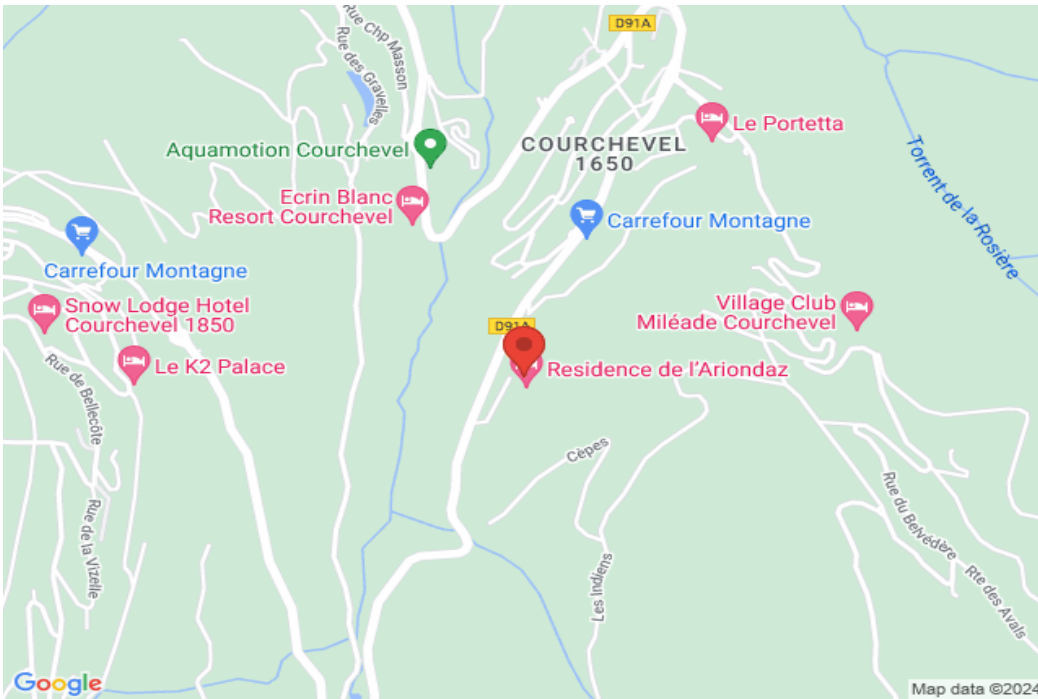 D91A
Rue Chp Masson
Rue des Gravelles
Le Portetta
Aquamotion Courchevel
COURCHEVEL
1650
Torrent de la Rosière
Ecrin Blanc
Resort Courchevel
Carrefour Montagne
Carrefour Montagne
Snow Lodge Hotel
Courchevel 1850
Village Club
Miléade Courchevel
D91A
Le K2 Palace
Residence de l'Ariondaz
Rue de Bellecôte
Cèpes
Rue de la Vizelle
Rue du Belvédère
Les Indiens
Rte des Avals
Google
Map data ©2024